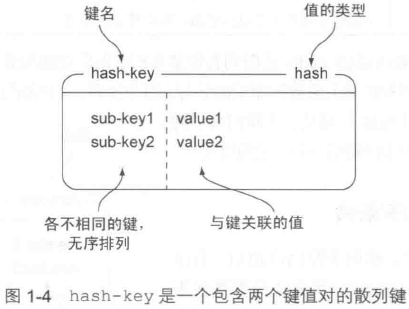 键名
值的类型
hash-key
hash
sub-key1 value1
sub-key2 value2
各不相同的键，
无序排列
与键关联的值
图 1-4 hash-key 是一个包含两个键值对的散列键